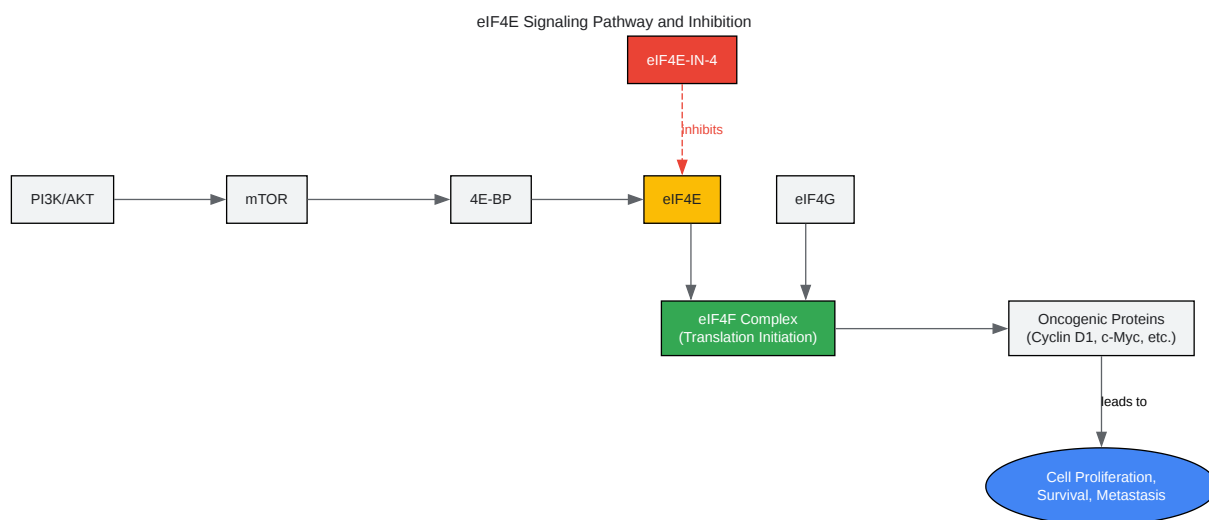 eIF4E Signaling Pathway and Inhibition
eIF4E-IN-4
Inhibits
PI3K/AKT
mTOR
4E-BP
eIF4E
eIF4G
eIF4F Complex
(Translation Initiation)
Oncogenic Proteins
(Cyclin D1, c-Myc, etc.)
leads to
Cell Proliferation,
Survival, Metastasis